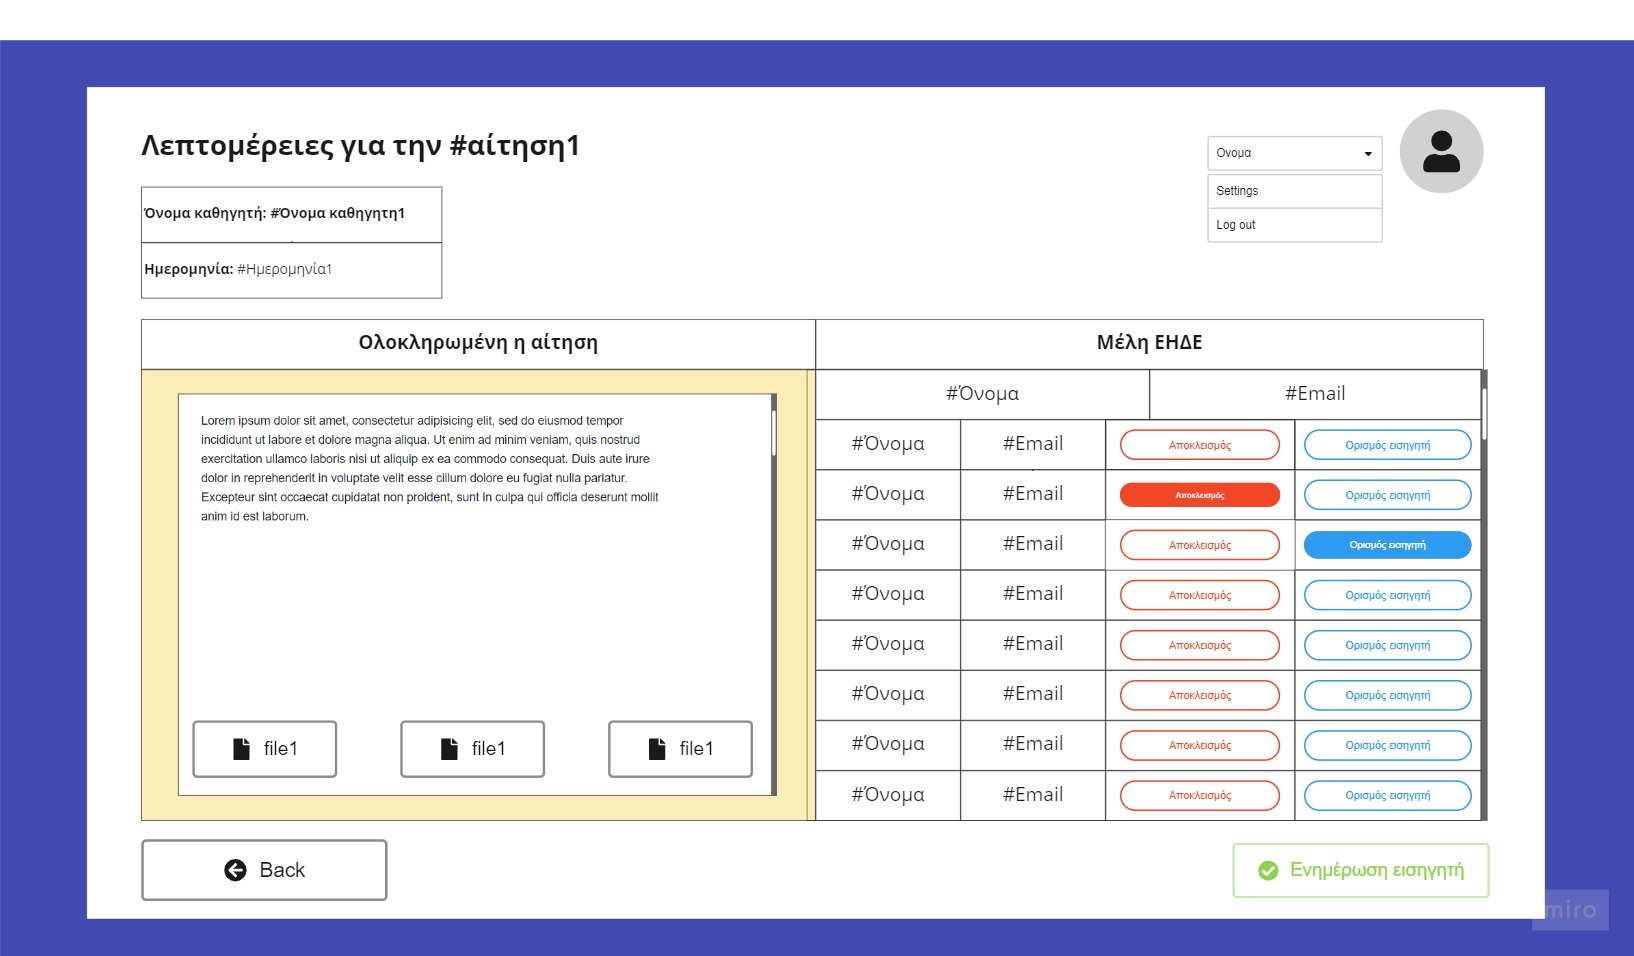 Λεπτομέρειες για την #αίτηση1
Ονομα
Settings
Log out
Όνομα καθηγητή: #Όνομα καθηγητη1
Ημερομηνία: #Ημερομηνία1
Ολοκληρωμένη η αίτηση
Μέλη ΕΗΔΕ
Lorem ipsum dolor sit amet, consectetur adipisicing elit, sed do eiusmod tempor
incididunt ut labore et dolore magna aliqua. Ut enim ad minim veniam, quis nostrud
exercitation ullamco laboris nisi ut aliquip ex ea commodo consequat. Duis aute irure
dolor in reprehenderit in voluptate velit esse cillum dolore eu fugiat nulla pariatur.
Excepteur sint occaecat cupidatat non proident, sunt in culpa qui officia deserunt mollit
anim id est laborum.
file1 file1 file1
#Όνομα #Email
#Όνομα #Email Αποκλεισμός Ορισμός εισηγητή
#Όνομα #Email Αποκλεισμός Ορισμός εισηγητή
#Όνομα #Email Αποκλεισμός Ορισμός εισηγητή
#Όνομα #Email Αποκλεισμός Ορισμός εισηγητή
#Όνομα #Email Αποκλεισμός Ορισμός εισηγητή
#Όνομα #Email Αποκλεισμός Ορισμός εισηγητή
#Όνομα #Email Αποκλεισμός Ορισμός εισηγητή
#Όνομα #Email Αποκλεισμός Ορισμός εισηγητή
Back
Ενημέρωση εισηγητή
miro